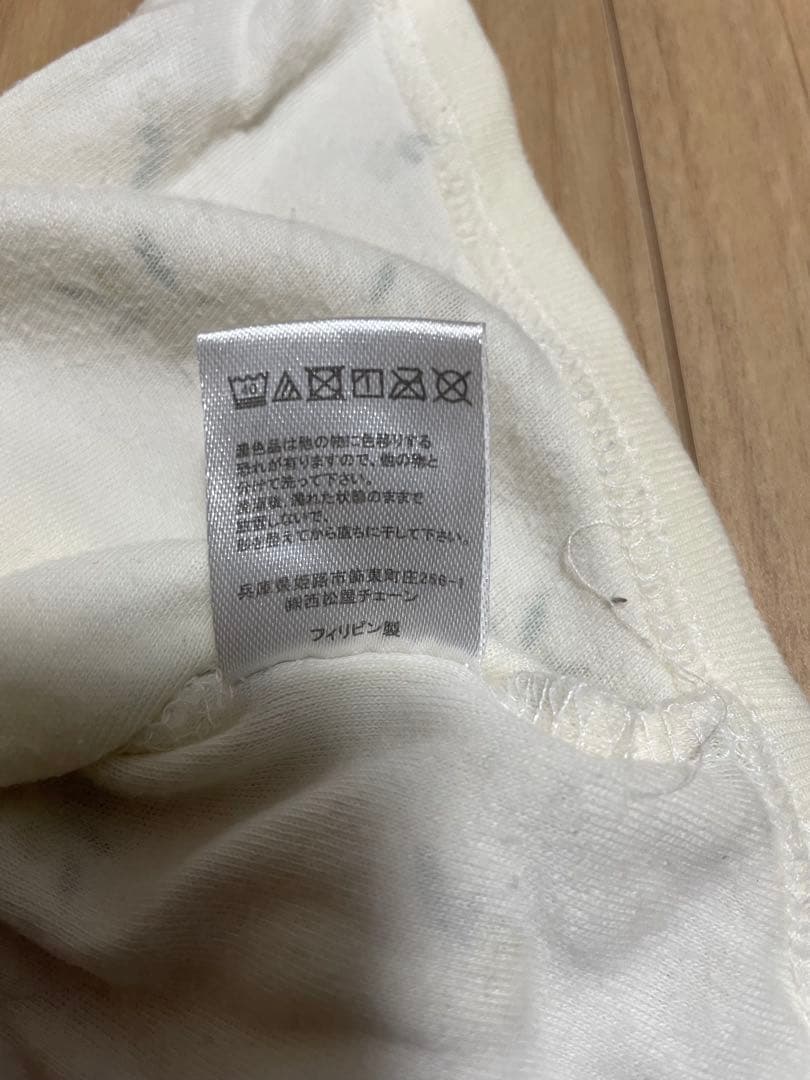 40
濃色品は他の物に色移りする
恐れが有りますので、他の物と
分けて洗って下さい。
洗濯後、濡れた状態のままで
放置しないで、
形を整えてから直ちに干して下さい。
兵庫県姫路市飾東町庄266-1
㈱西松屋チェーン
フィリピン製